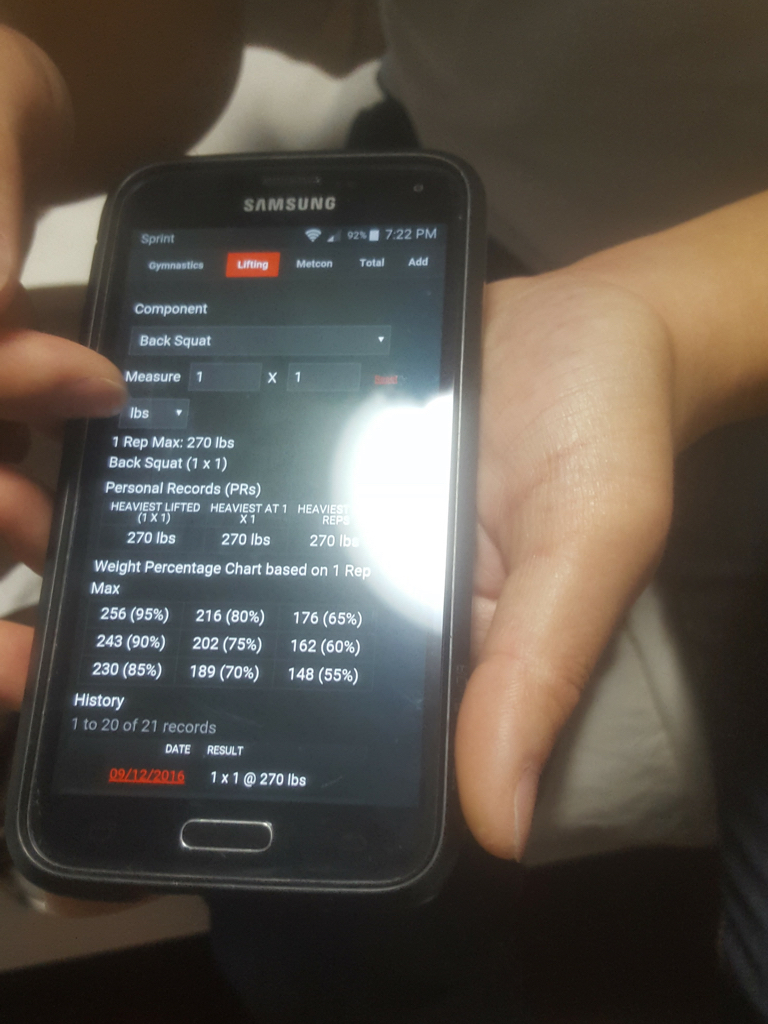 SAMSUNG
Sprint 92% 7:22 PM
Gymnastics Lifting Metcon Total Add
Component
Back Squat
Measure 1 X 1
lbs
1 Rep Max: 270 lbs
Back Squat (1 x 1)
Personal Records (PRs)
HEAVIEST LIFTED HEAVIEST AT 1 HEAVIEST
(1 X 1) X 1 REPS
270 lbs 270 lbs 270 lbs
Weight Percentage Chart based on 1 Rep
Max
256 (95%) 216 (80%) 176 (65%)
243 (90%) 202 (75%) 162 (60%)
230 (85%) 189 (70%) 148 (55%)
History
1 to 20 of 21 records
DATE RESULT
09/12/2016 1 x 1 @ 270 lbs